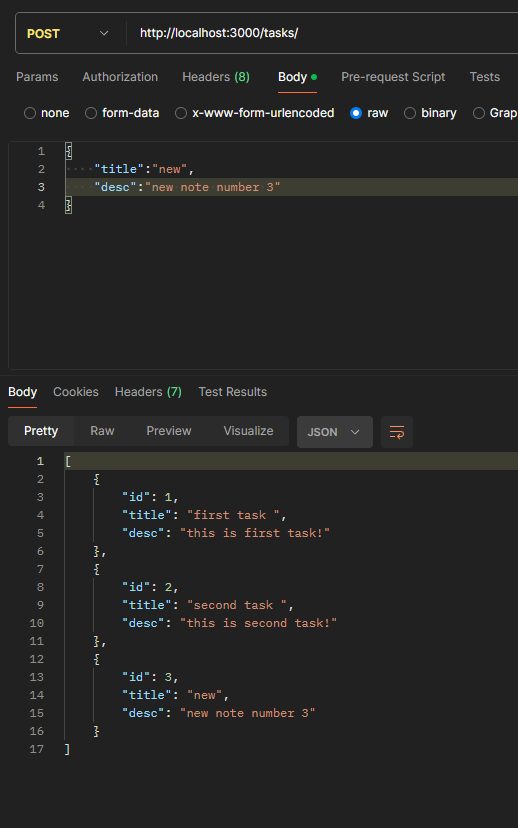 POST http://localhost:3000/tasks/
Params Authorization Headers (8) Body Pre-request Script Tests
none form-data x-www-form-urlencoded raw binary Grap
1 {
2 "title":"new",
3 "desc":"new note number 3"
4 }
Body Cookies Headers (7) Test Results
Pretty Raw Preview Visualize JSON
1 [
2 {
3 "id": 1,
4 "title": "first task ",
5 "desc": "this is first task!"
6 },
7 {
8 "id": 2,
9 "title": "second task ",
10 "desc": "this is second task!"
11 },
12 {
13 "id": 3,
14 "title": "new",
15 "desc": "new note number 3"
16 }
17 ]